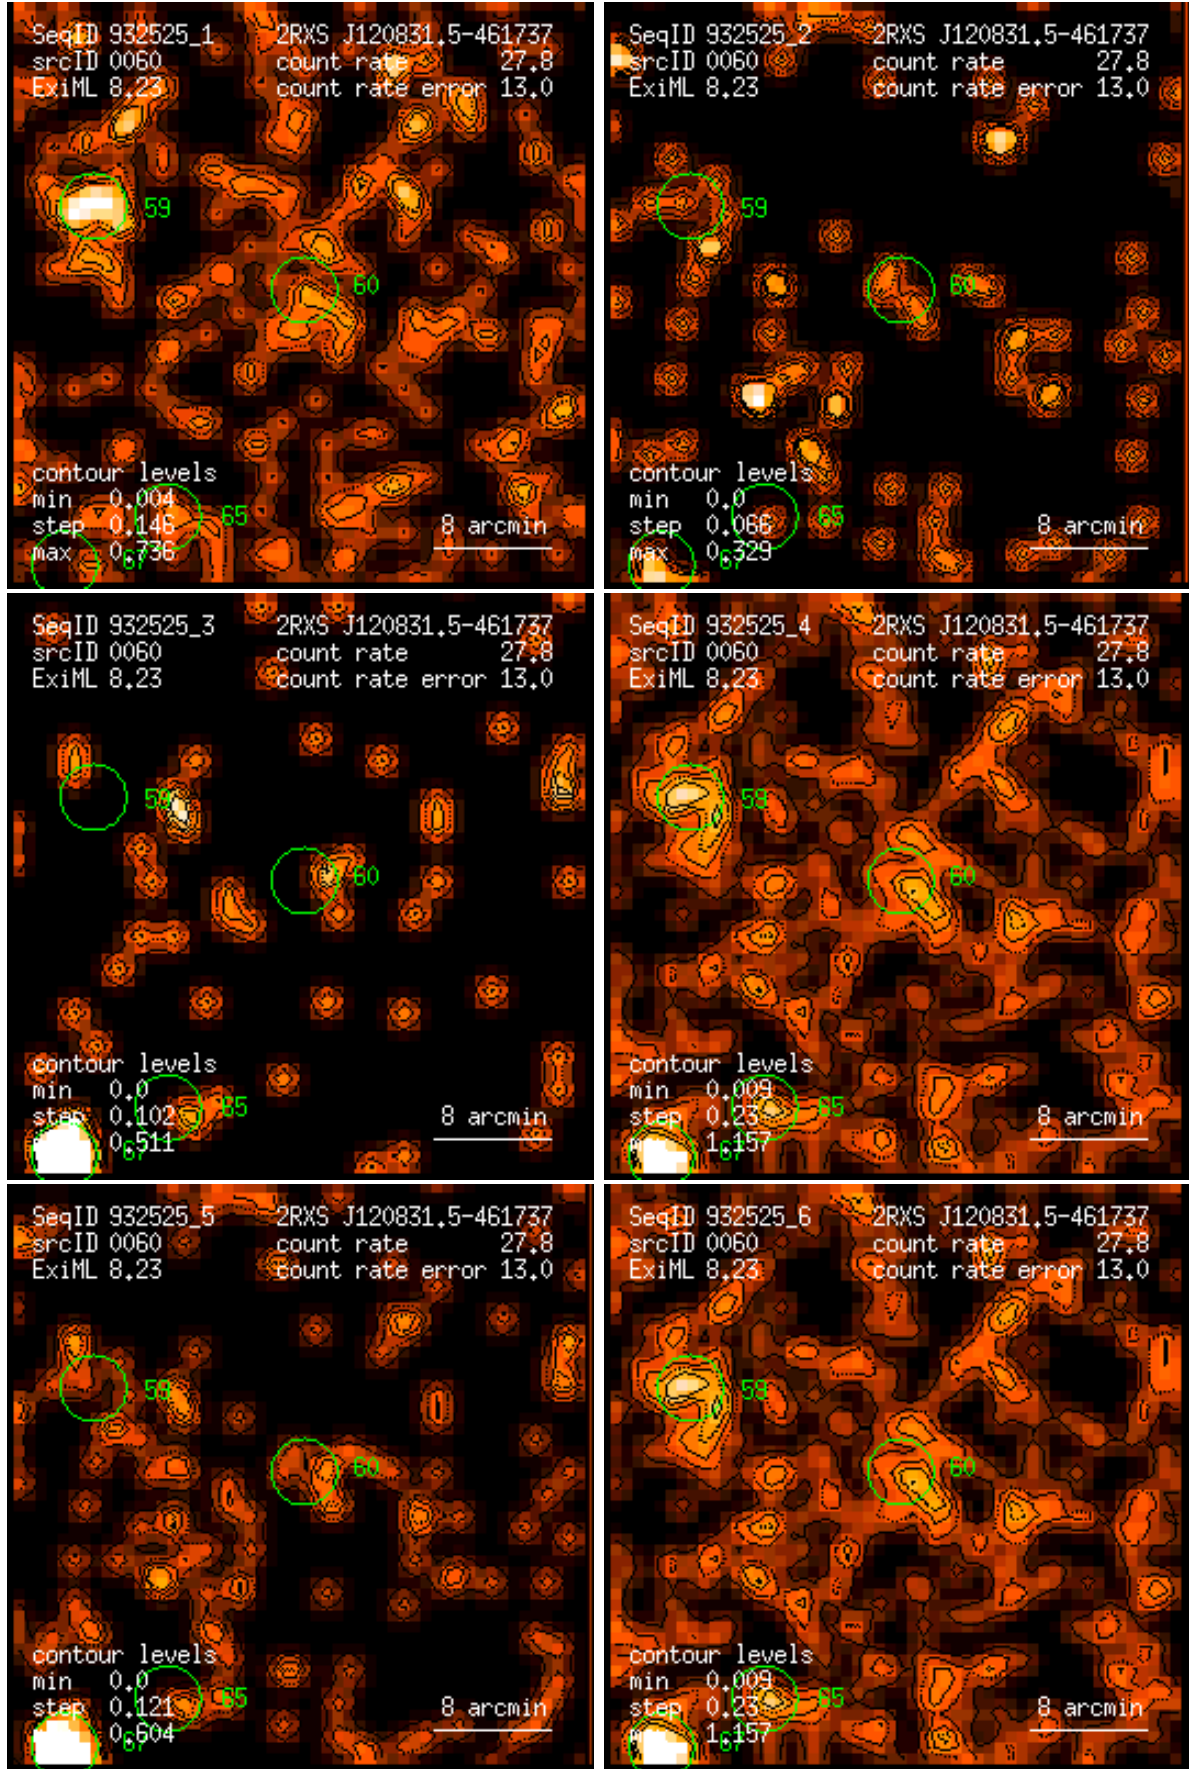 SeqID 932525_1 2RXS J120831.5-461737
srcID 0060 count rate 27.8
ExiML 8.23 count rate error 13.0
59
60
contour levels
min 0.004
step 0.146 65 8 arcmin
max 0.736 67
SeqID 932525_2 2RXS J120831.5-461737
srcID 0060 count rate 27.8
ExiML 8.23 count rate error 13.0
59
60
contour levels
min 0.0
step 0.066 65 8 arcmin
max 0.329 67
SeqID 932525_3 2RXS J120831.5-461737
srcID 0060 count rate 27.8
ExiML 8.23 count rate error 13.0
59
60
contour levels
min 0.0
step 0.102 65 8 arcmin
0.511 67
SeqID 932525_4 2RXS J120831.5-461737
srcID 0060 count rate 27.8
ExiML 8.23 count rate error 13.0
59
60
contour levels
min 0.009
step 0.23 65 8 arcmin
1.157 67
SeqID 932525_5 2RXS J120831.5-461737
srcID 0060 count rate 27.8
ExiML 8.23 count rate error 13.0
59
60
contour levels
min 0.0
step 0.121 65 8 arcmin
0.604 67
SeqID 932525_6 2RXS J120831.5-461737
srcID 0060 count rate 27.8
ExiML 8.23 count rate error 13.0
59
60
contour levels
min 0.009
step 0.23 65 8 arcmin
1.157 67